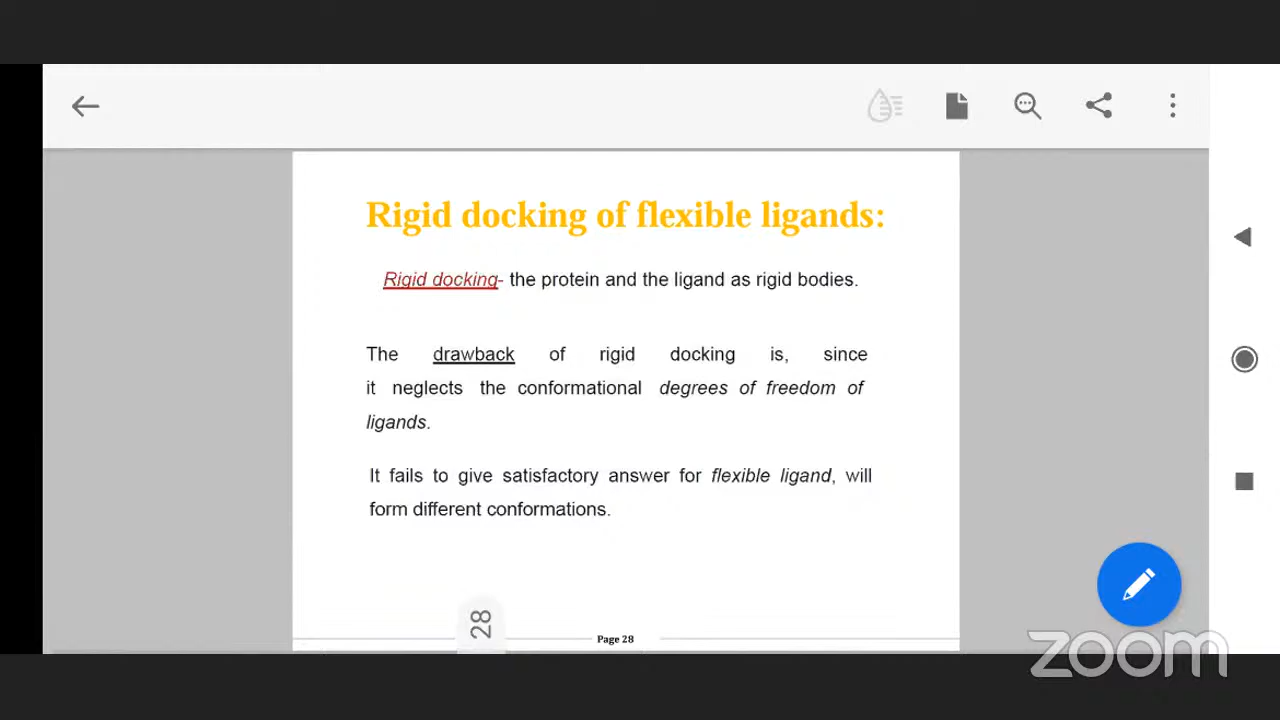 Rigid docking of flexible ligands:
Rigid docking- the protein and the ligand as rigid bodies.
The drawback of rigid docking is, since
it neglects the conformational degrees of freedom of
ligands.
It fails to give satisfactory answer for flexible ligand, will
form different conformations.
28
Page 28
zoom